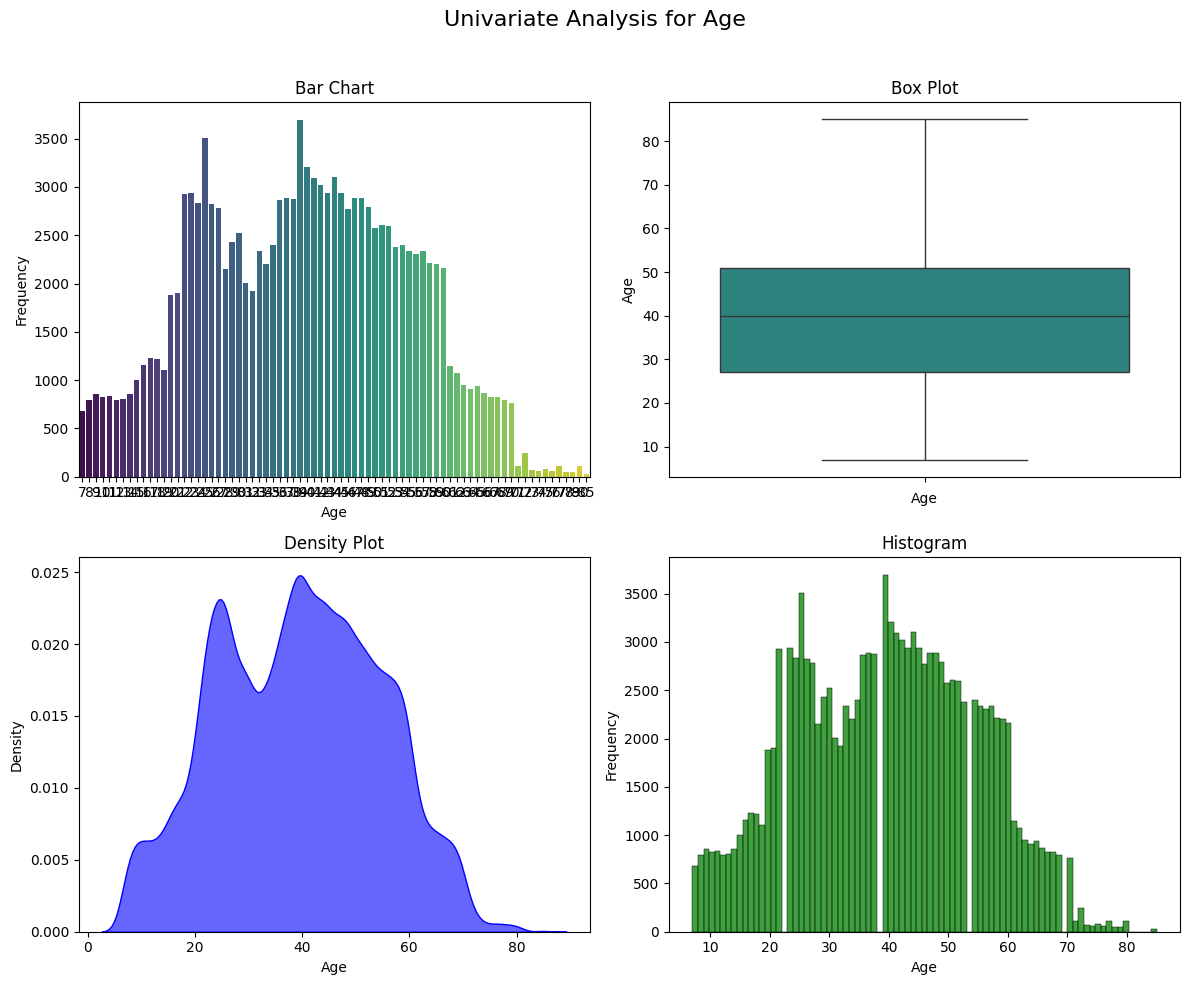 Univariate Analysis for Age
Bar Chart
3500
3000
2500
2000
1500
1000
500
0
Frequency
Age
Box Plot
80
70
60
50
40
30
20
10
Age
Age
Density Plot
0.025
0.020
0.015
0.010
0.005
0.000
Density
0 20 40 60 80
Age
Histogram
3500
3000
2500
2000
1500
1000
500
0
Frequency
10 20 30 40 50 60 70 80
Age